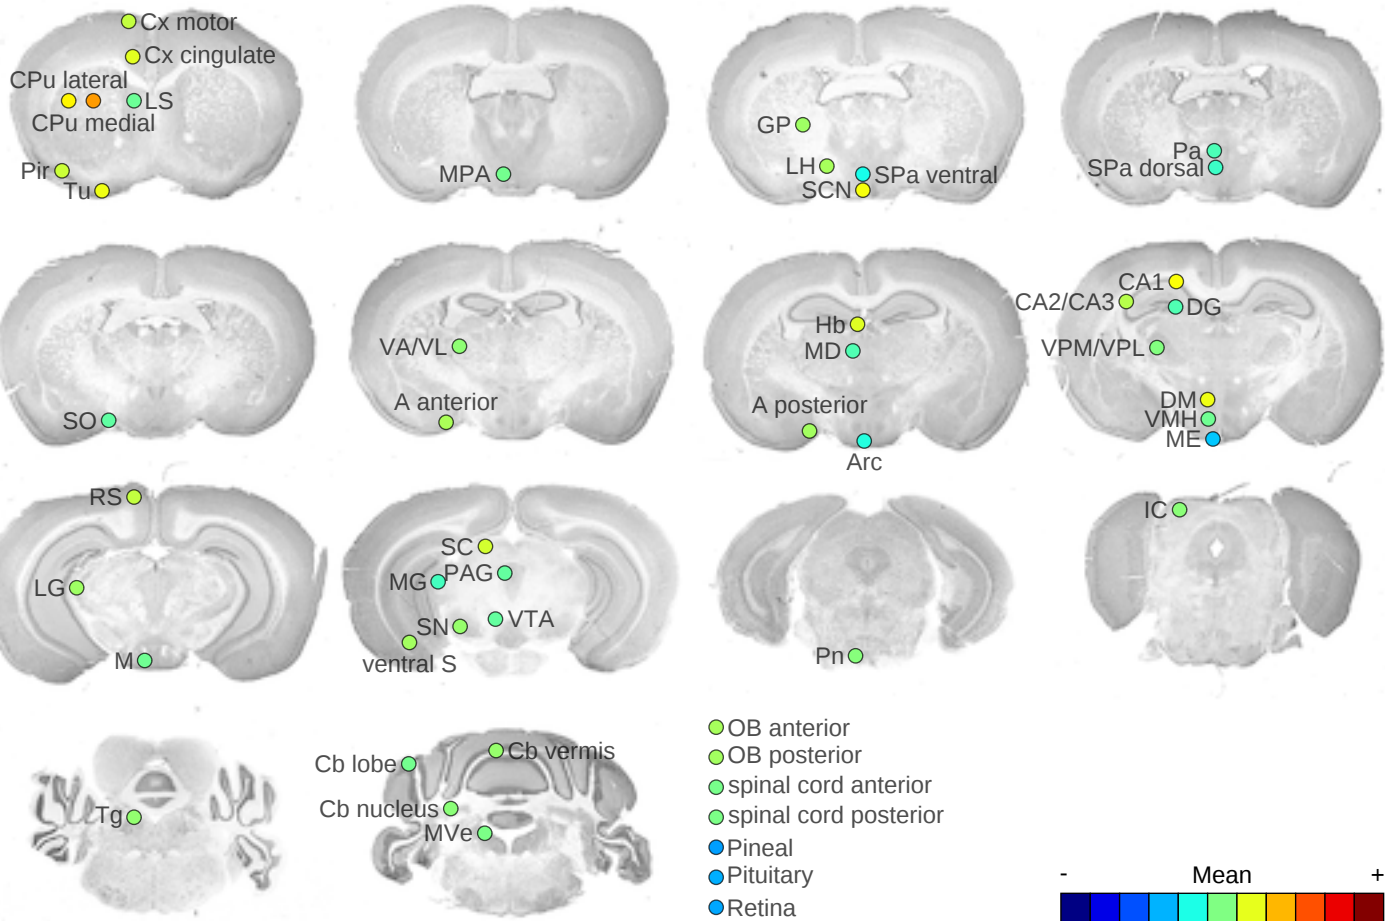 Cx motor
Cx cingulate
CPu lateral
LS
CPu medial
Pir
Tu
MPA
GP
LH
SPa ventral
SCN
Pa
SPa dorsal
SO
VA/VL
A anterior
Hb
MD
A posterior
Arc
CA1
CA2/CA3
DG
VPM/VPL
DM
VMH
ME
RS
LG
M
SC
MG
PAG
SN
VTA
ventral S
Pn
IC
Tg
Cb lobe
Cb vermis
Cb nucleus
MVe
OB anterior
OB posterior
spinal cord anterior
spinal cord posterior
Pineal
Pituitary
Retina
- Mean +